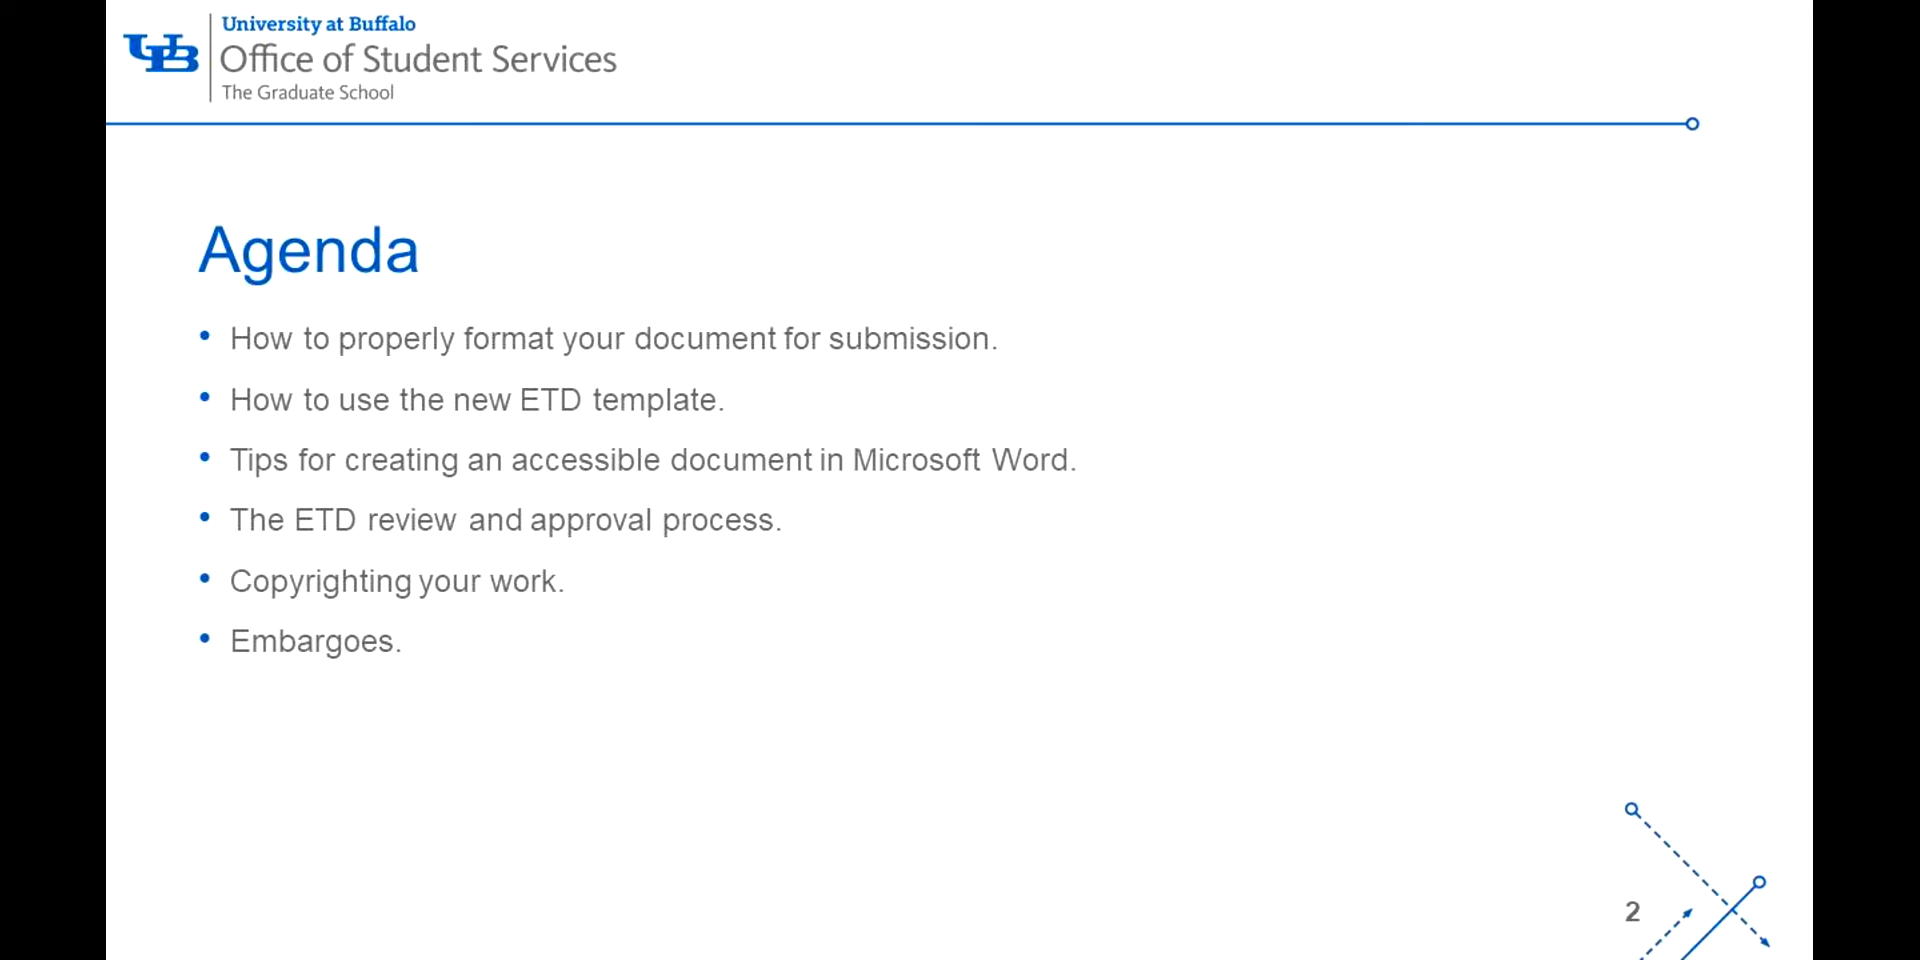 UB
University at Buffalo
Office of Student Services
The Graduate School
Agenda
• How to properly format your document for submission.
• How to use the new ETD template.
• Tips for creating an accessible document in Microsoft Word.
• The ETD review and approval process.
• Copyrighting your work.
• Embargoes.
2